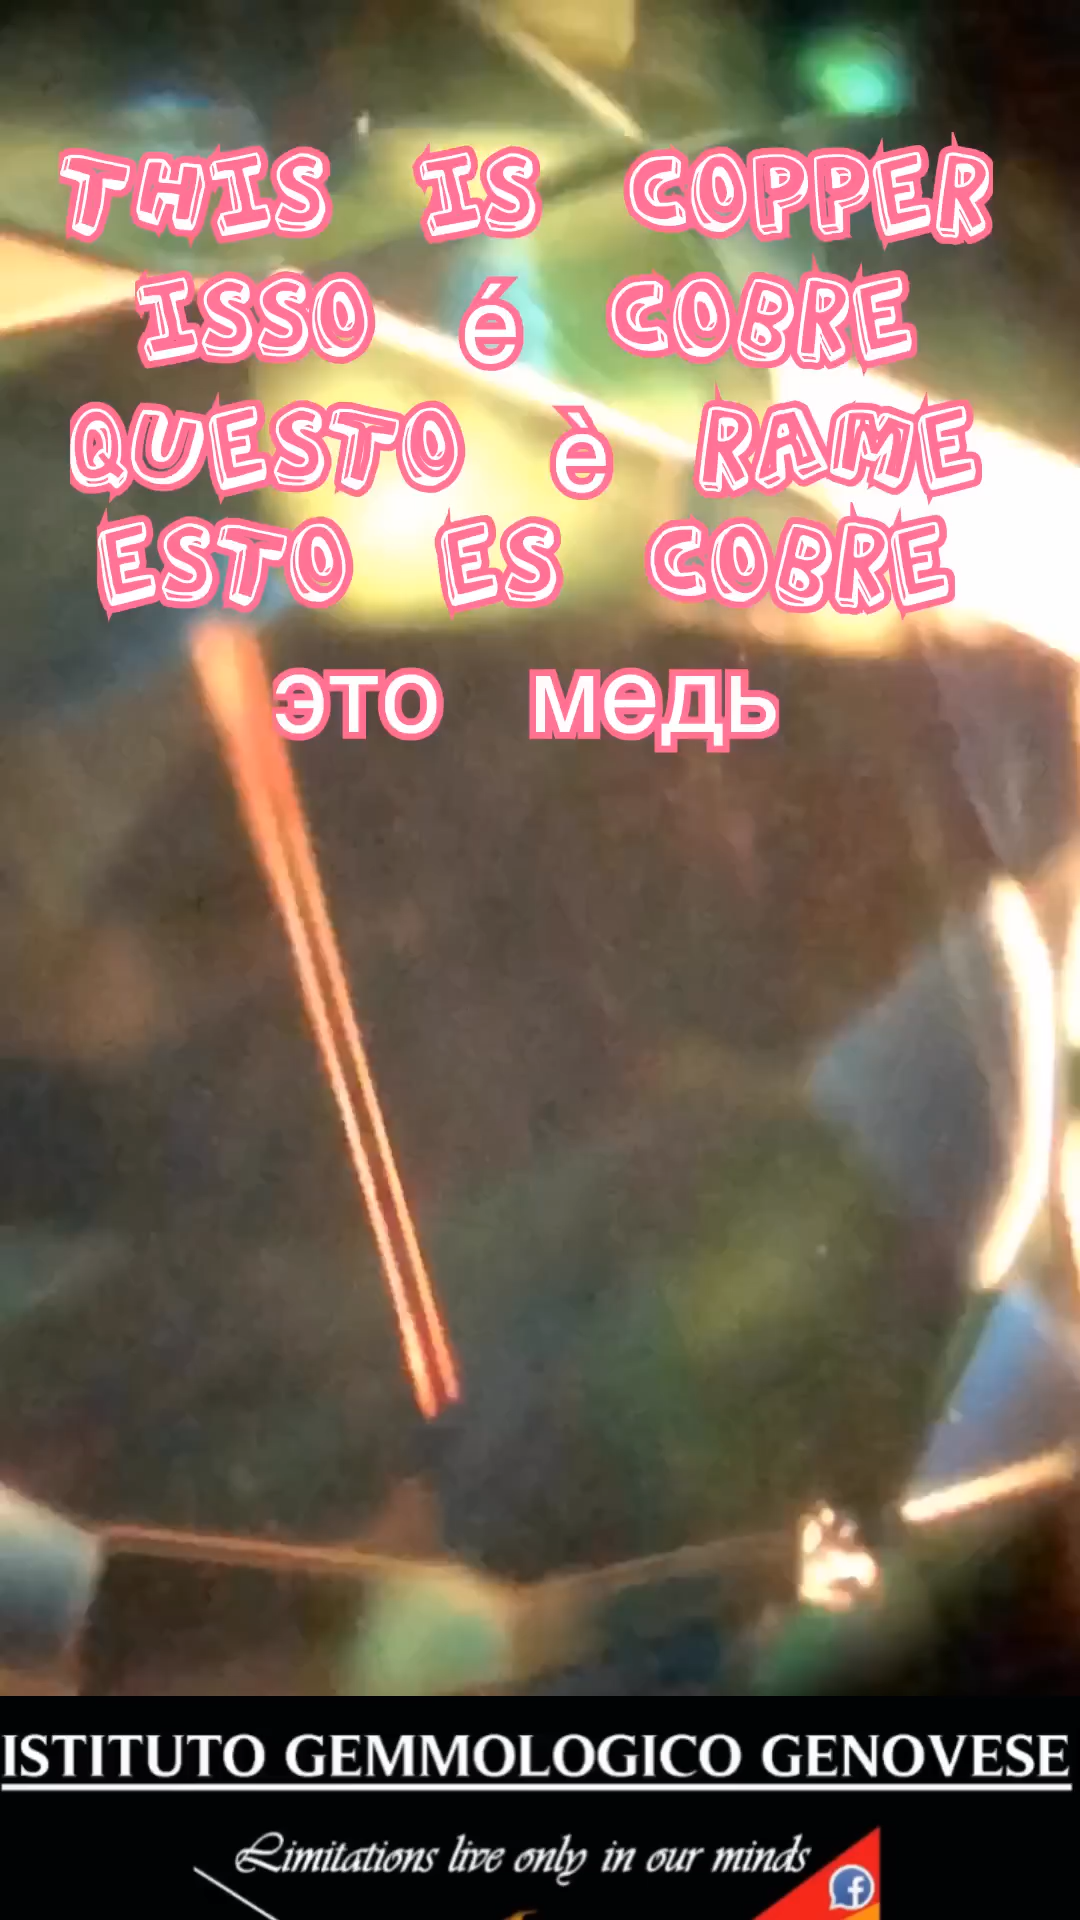 THIS IS COPPER
ISSO é COBRE
QUESTO è RAME
ESTO ES COBRE
это медь
ISTITUTO GEMMOLOGICO GENOVESE
Limitations live only in our minds